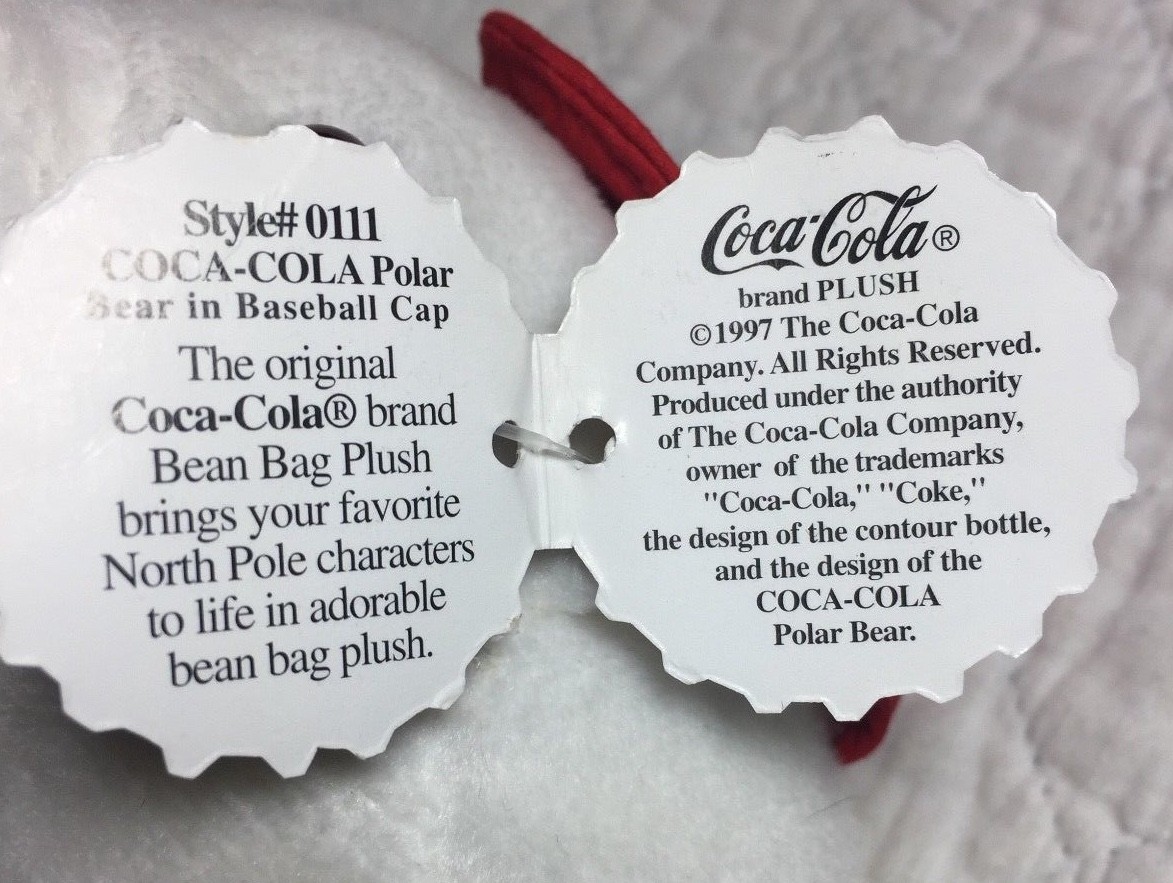 Style# 0111
COCA-COLA Polar
Bear in Baseball Cap
The original
Coca-Cola® brand
Bean Bag Plush
brings your favorite
North Pole characters
to life in adorable
bean bag plush.
Coca-Cola®
brand PLUSH
©1997 The Coca-Cola
Company. All Rights Reserved.
Produced under the authority
of The Coca-Cola Company,
owner of the trademarks
"Coca-Cola," "Coke,"
the design of the contour bottle,
and the design of the
COCA-COLA
Polar Bear.